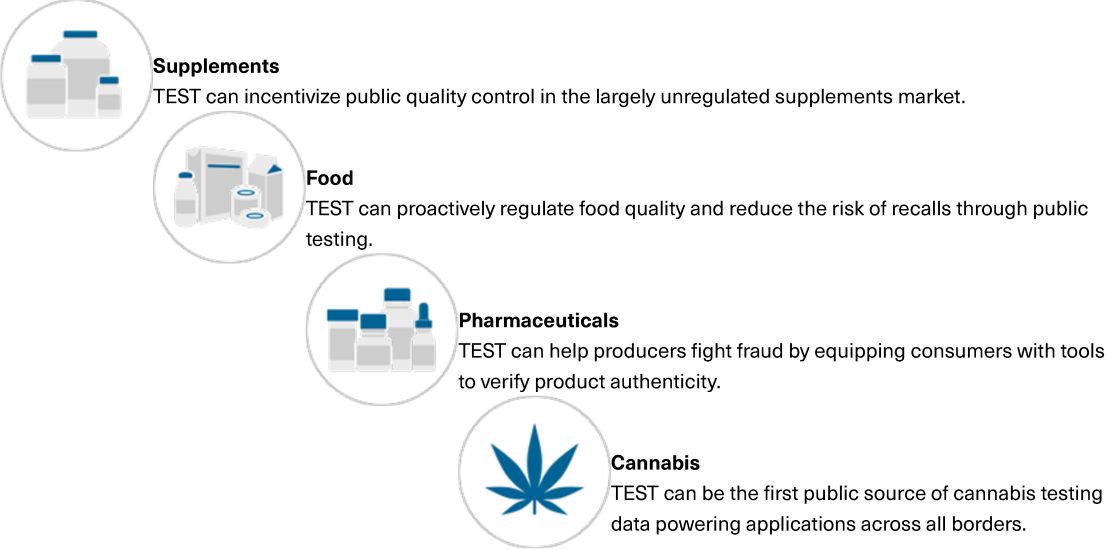 Supplements
TEST can incentivize public quality control in the largely unregulated supplements market.
Food
TEST can proactively regulate food quality and reduce the risk of recalls through public
testing.
Pharmaceuticals
TEST can help producers fight fraud by equipping consumers with tools
to verify product authenticity.
Cannabis
TEST can be the first public source of cannabis testing
data powering applications across all borders.